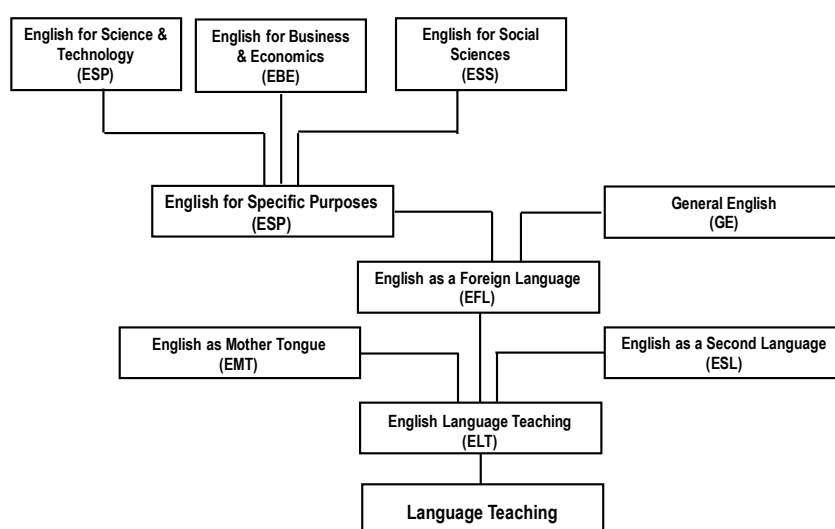 English for Science &
Technology
(ESP)
English for Business
& Economics
(EBE)
English for Social
Sciences
(ESS)
English for Specific Purposes
(ESP)
General English
(GE)
English as a Foreign Language
(EFL)
English as Mother Tongue
(EMT)
English as a Second Language
(ESL)
English Language Teaching
(ELT)
Language Teaching